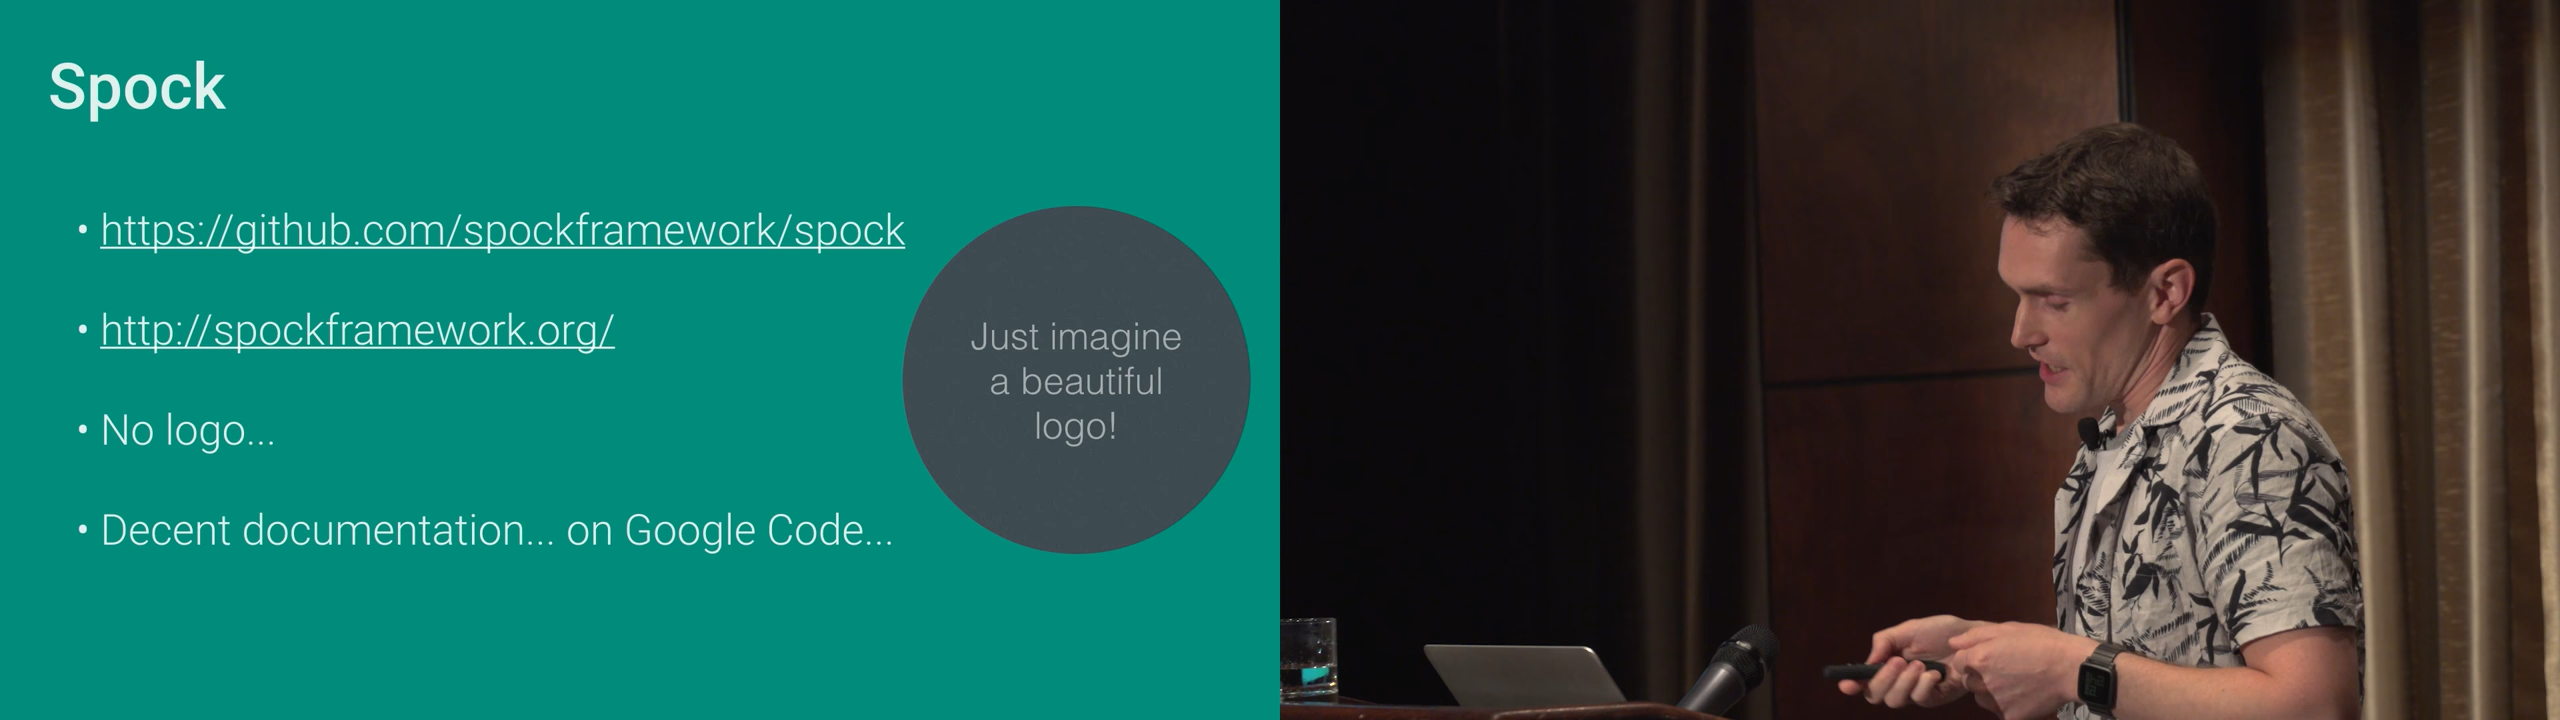 Spock
• https://github.com/spockframework/spock
• http://spockframework.org/
• No logo...
• Decent documentation... on Google Code...
Just imagine
a beautiful
logo!